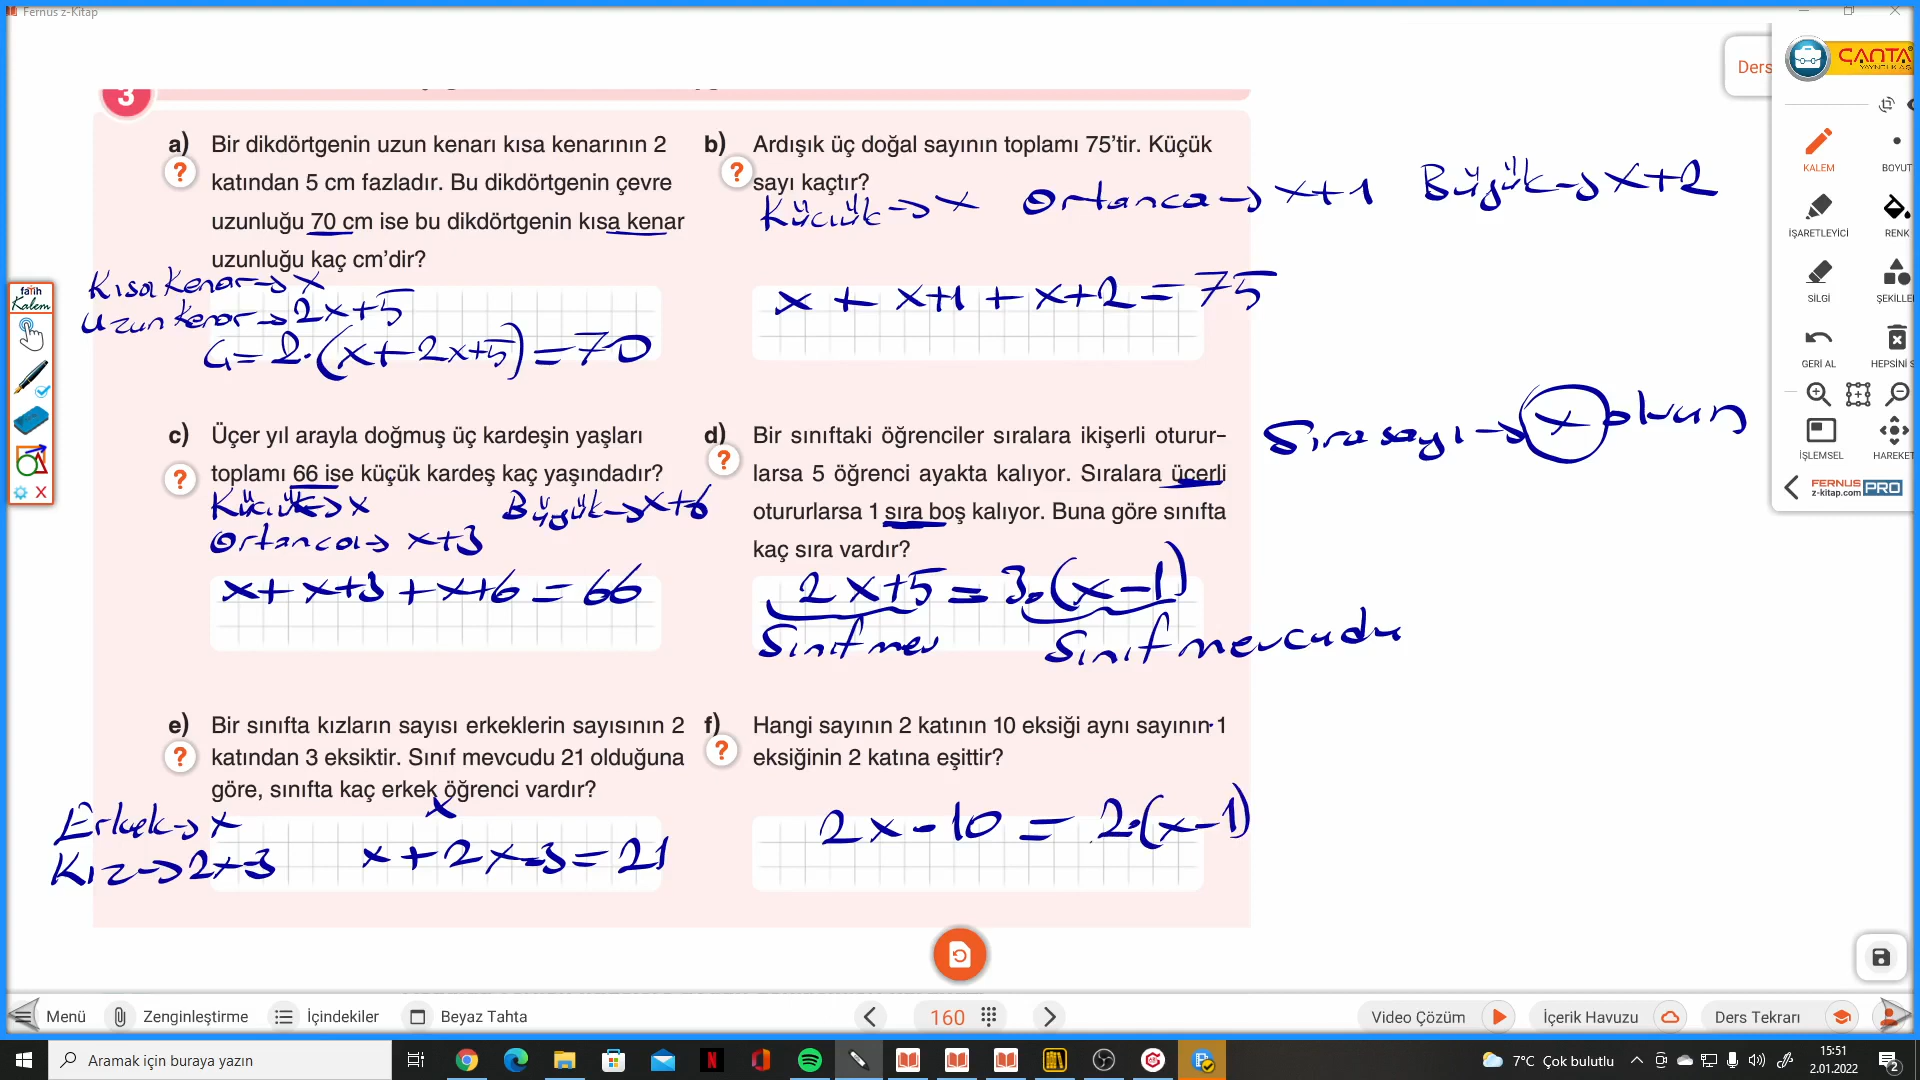 Fernus z-Kitap
Ders
ÇANTA
YAYINCILIK A.Ş.
3
a) Bir dikdörtgenin uzun kenarı kısa kenarının 2
katından 5 cm fazladır. Bu dikdörtgenin çevre
uzunluğu 70 cm ise bu dikdörtgenin kısa kenar
uzunluğu kaç cm'dir?
Kısa Kenar→x
Uzun Kenar→2x+5
Ç=2·(x+2x+5)=70
b) Ardışık üç doğal sayının toplamı 75'tir. Küçük
sayı kaçtır?
Küçük→x Ortanca→x+1 Büyük→x+2
x + x+1 + x+2 = 75
c) Üçer yıl arayla doğmuş üç kardeşin yaşları
toplamı 66 ise küçük kardeş kaç yaşındadır?
Küçük→x Büyük→x+6
Ortanca→ x+3
x+x+3+x+6=66
d) Bir sınıftaki öğrenciler sıralara ikişerli oturur-
larsa 5 öğrenci ayakta kalıyor. Sıralara üçerli
otururlarsa 1 sıra boş kalıyor. Buna göre sınıfta
kaç sıra vardır?
Sıra sayı→x olsun
2x+5=3·(x-1)
Sınıf mev Sınıf mevcudu
e) Bir sınıfta kızların sayısı erkeklerin sayısının 2
katından 3 eksiktir. Sınıf mevcudu 21 olduğuna
göre, sınıfta kaç erkek öğrenci vardır?
x
Erkek→x
Kız→2x-3
x+2x-3=21
f) Hangi sayının 2 katının 10 eksiği aynı sayının 1
eksiğinin 2 katına eşittir?
2x-10=2·(x-1)
fatih
Kalem
KALEM
BOYUT
İŞARETLEYİCİ
RENK
SİLGİ
ŞEKİLLE
GERİ AL
HEPSİNİ S
İŞLEMSEL
HAREKET
FERNUS
z-kitap.com PRO
Menü Zenginleştirme İçindekiler Beyaz Tahta 160 Video Çözüm İçerik Havuzu Ders Tekrarı
Aramak için buraya yazın
7°C Çok bulutlu
15:51
2.01.2022
2